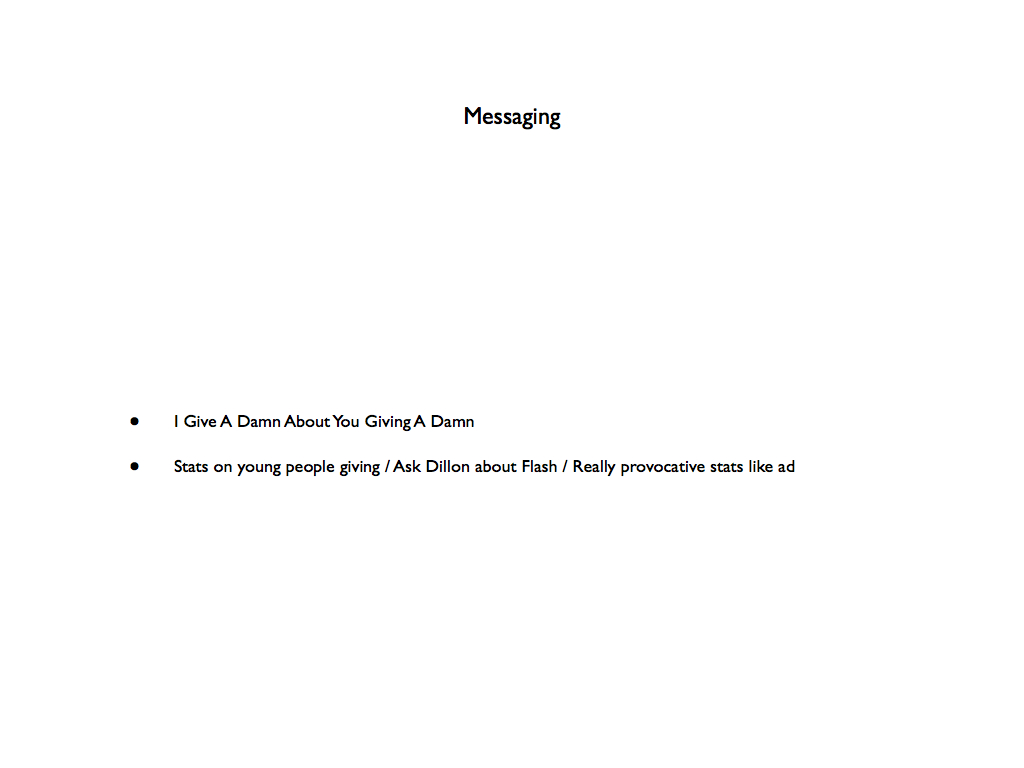 Messaging
• I Give A Damn About You Giving A Damn
• Stats on young people giving / Ask Dillon about Flash / Really provocative stats like ad